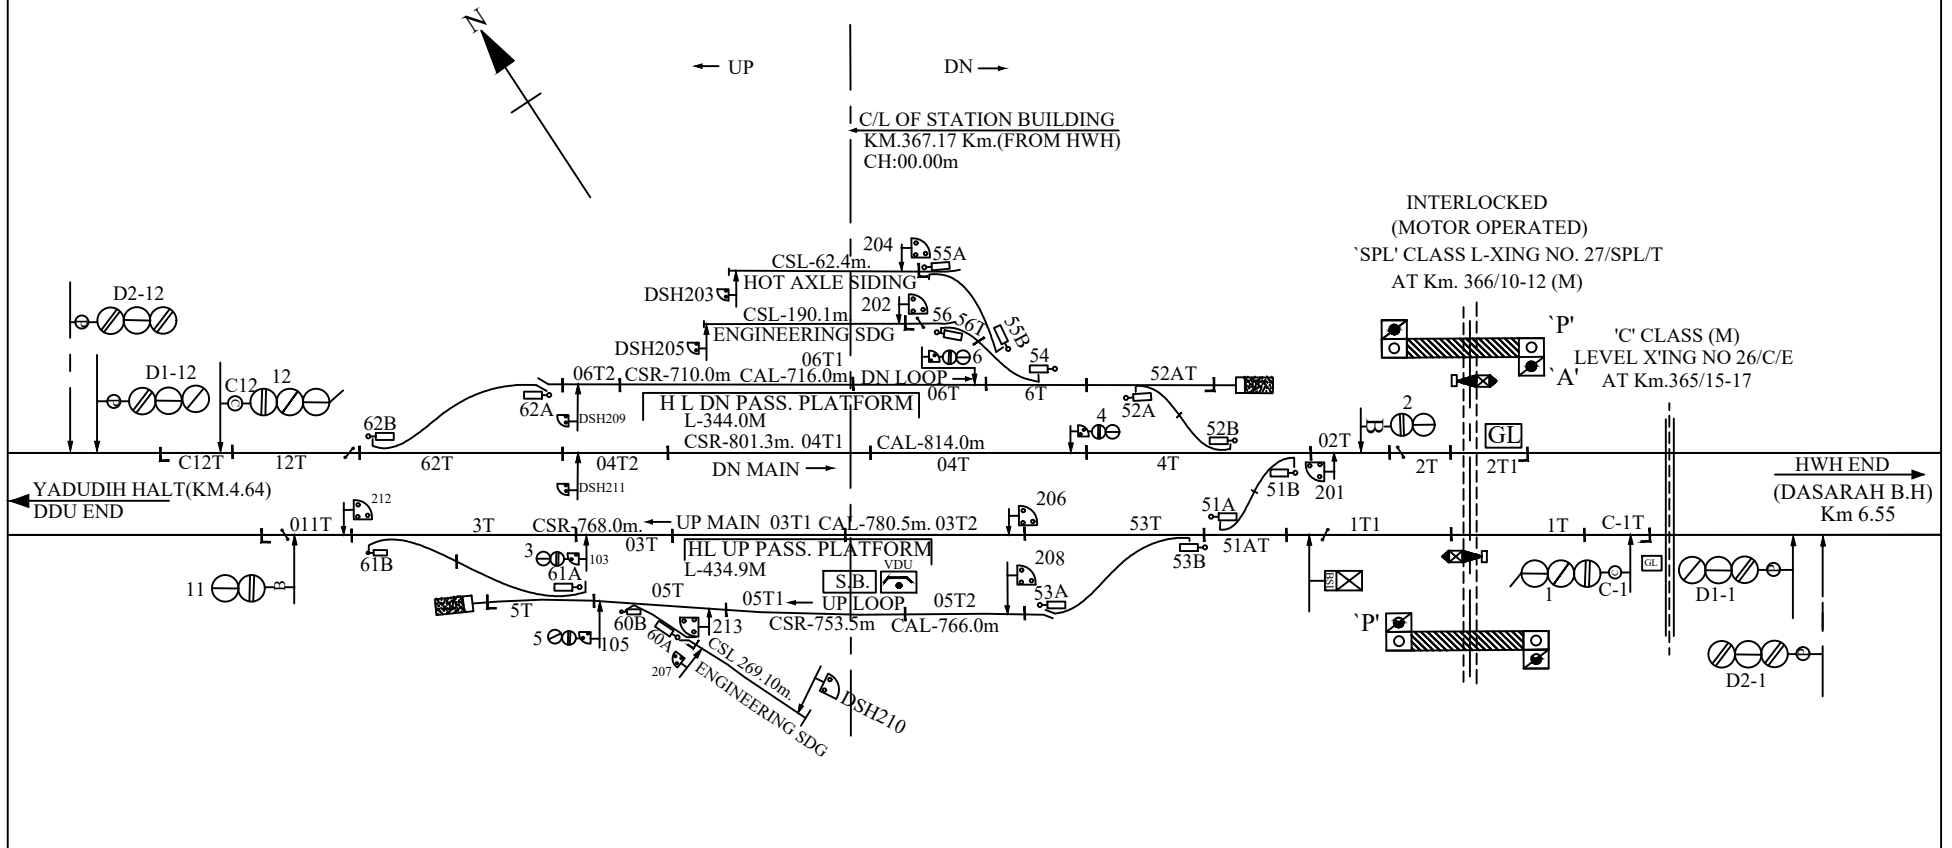 N
UP
DN
C/L OF STATION BUILDING
KM.367.17 Km.(FROM HWH)
CH:00.00m
INTERLOCKED
(MOTOR OPERATED)
`SPL' CLASS L-XING NO. 27/SPL/T
AT Km. 366/10-12 (M)
`P'
'C' CLASS (M)
LEVEL X'ING NO 26/C/E
AT Km.365/15-17
`A'
204
55A
CSL-62.4m.
HOT AXLE SIDING
DSH203
202
CSL-190.1m.
56
56T
55B
ENGINEERING SDG
DSH205
06T1
6
54
D2-12
D1-12
C12
12
06T2
CSR-710.0m
CAL-716.0m
DN LOOP
06T
6T
52AT
62A
H L DN PASS. PLATFORM
L-344.0M
DSH209
52A
62B
4
52B
2
B
GL
CSR-801.3m.
04T1
CAL-814.0m
02T
C12T
12T
62T
04T2
DN MAIN
04T
4T
2T
2T1
HWH END
(DASARAH B.H)
Km 6.55
YADUDIH HALT(KM.4.64)
DDU END
DSH211
51B
201
212
206
51A
011T
3T
CSR-768.0m.
UP MAIN
03T1
CAL-780.5m.
03T2
53T
1T1
1T
C-1T
03T
51AT
61B
3
103
61A
HL UP PASS. PLATFORM
L-434.9M
S.B.
VDU
208
53B
11
B
GL
C
1
C-1
D1-1
5T
05T
05T1
UP LOOP
05T2
53A
CSR-753.5m
CAL-766.0m
60B
60A
213
5
105
207
CSL 269.10m.
ENGINEERING SDG
DSH210
`P'
D2-1